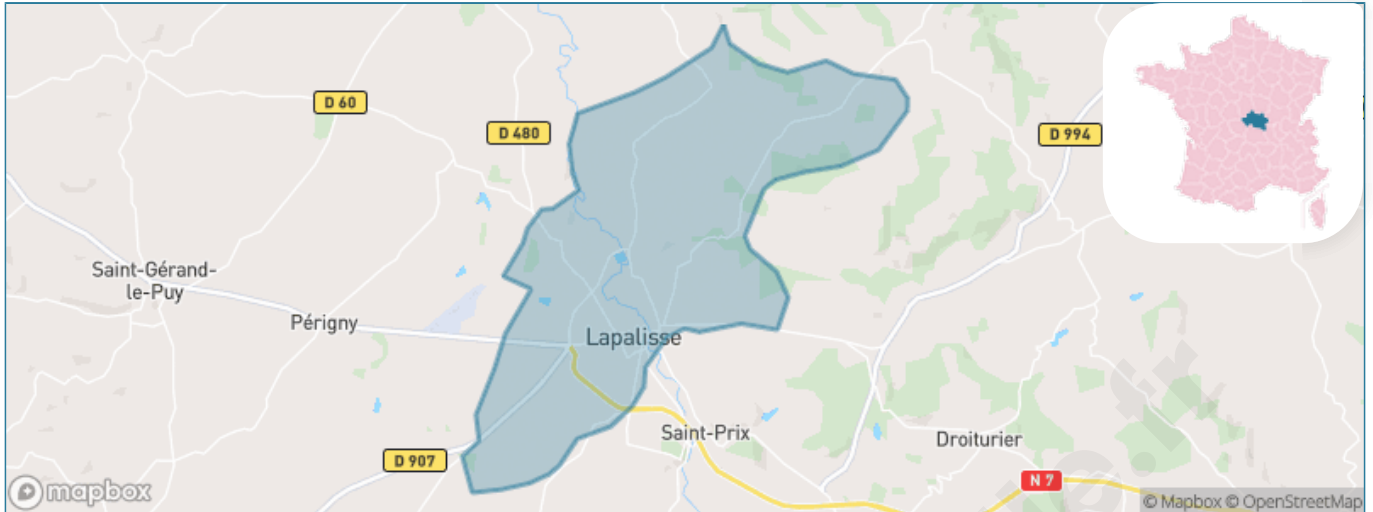 D 60
D 480
D 994
Saint-Gérand-
le-Puy
Périgny
Lapalisse
Saint-Prix
Droiturier
D 907
N 7
mapbox
© Mapbox © OpenStreetMap